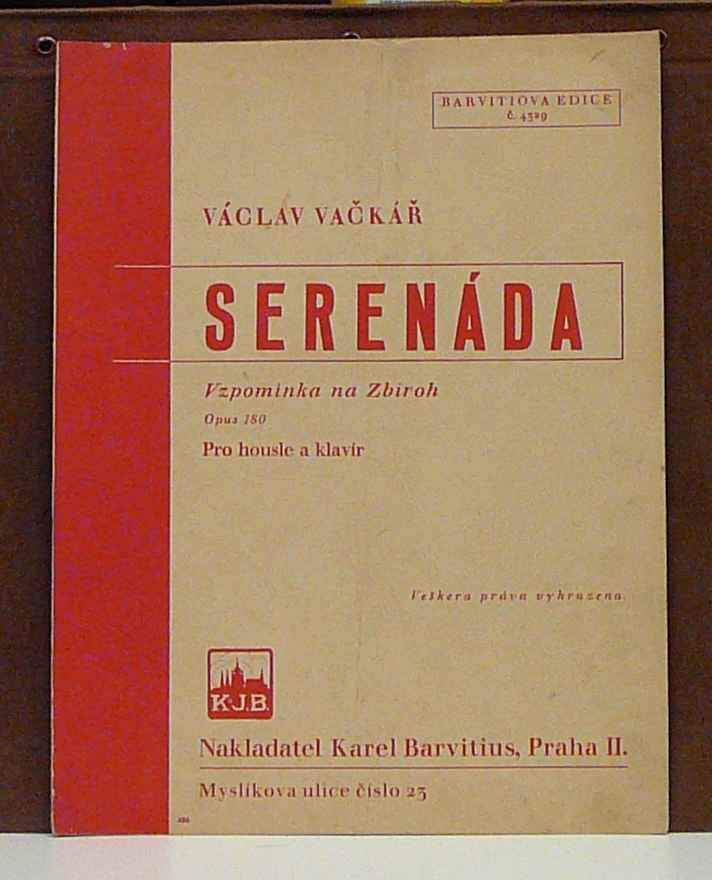 BARVITIOVA EDICE
č. 4329
VÁCLAV VAČKÁŘ
SERENÁDA
Vzpomínka na Zbiroh
Opus 180
Pro housle a klavír
Veškera práva vyhrazena.
K.J.B.
Nakladatel Karel Barvitius, Praha II.
Myslíkova ulice číslo 23